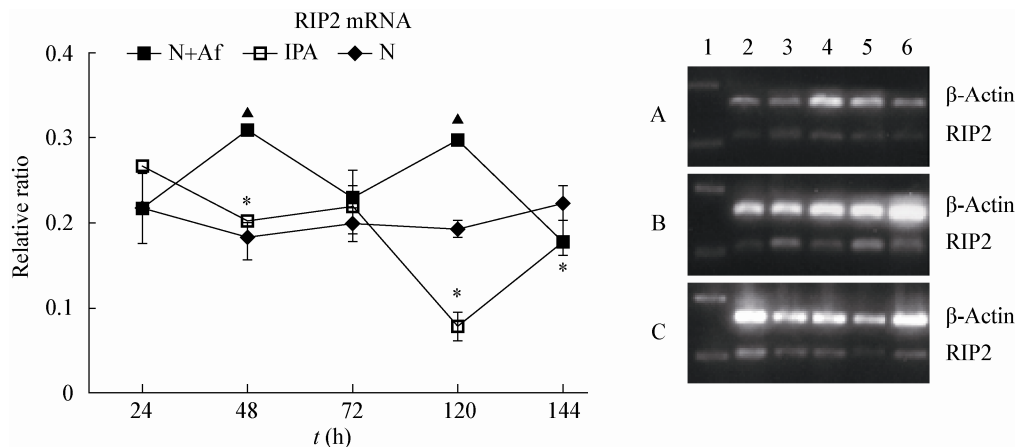 RIP2 mRNA
N+Af IPA N
Relative ratio
0.4
0.3
0.2
0.1
0
* * *
24 48 72 120 144
t (h)
1 2 3 4 5 6
A
β-Actin
RIP2
B
β-Actin
RIP2
C
β-Actin
RIP2